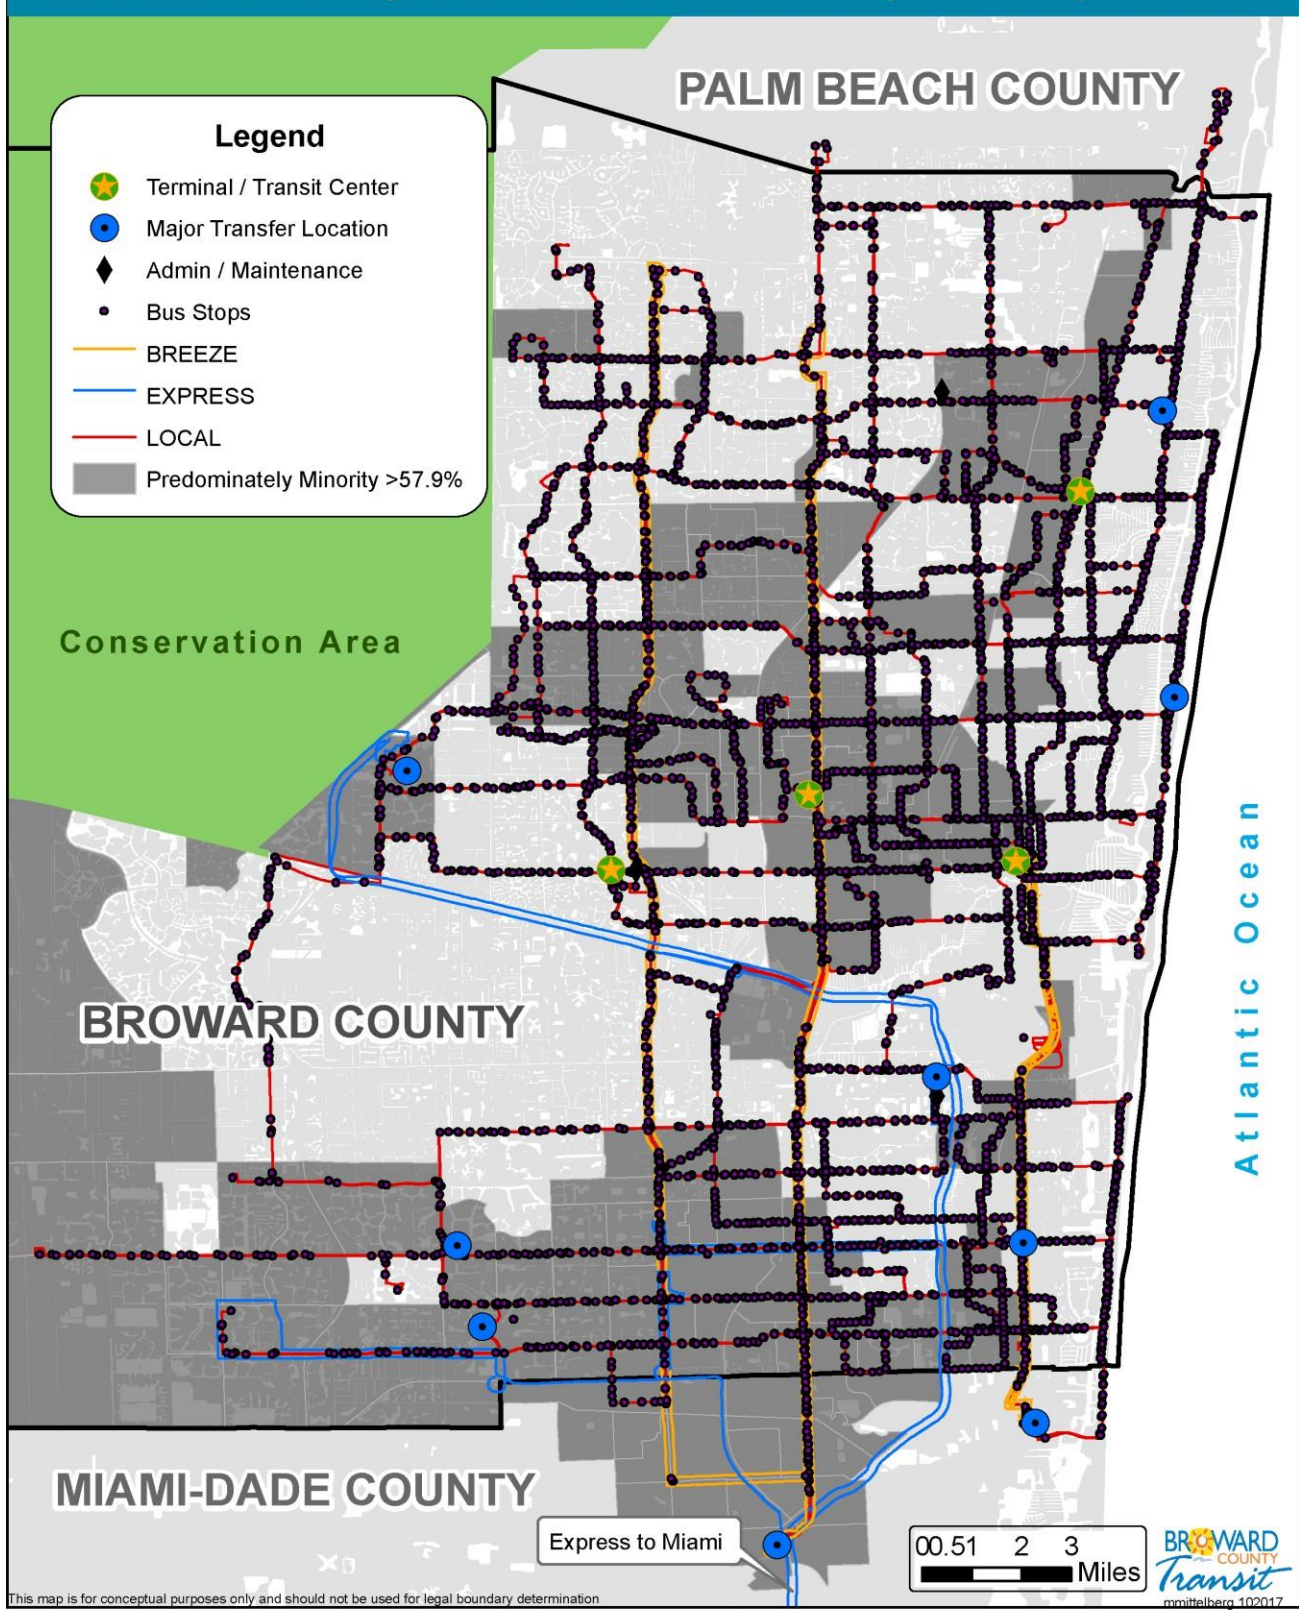 PALM BEACH COUNTY
Legend
Terminal / Transit Center
Major Transfer Location
Admin / Maintenance
Bus Stops
BREEZE
EXPRESS
LOCAL
Predominately Minority >57.9%
Conservation Area
Atlantic Ocean
BROWARD COUNTY
MIAMI-DADE COUNTY
Express to Miami
00.51 2 3
Miles
BROWARD
COUNTY
Transit
This map is for conceptual purposes only and should not be used for legal boundary determination
mmittelberg 102017